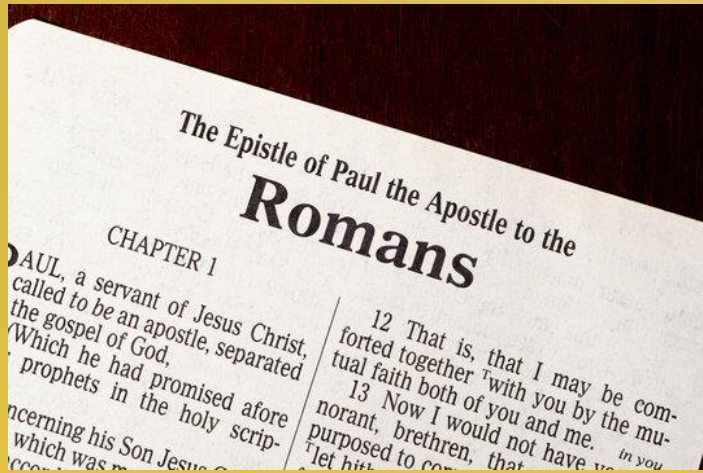 The Epistle of Paul the Apostle to the
Romans
CHAPTER 1
PAUL, a servant of Jesus Christ,
called to be an apostle, separated
the gospel of God,
(Which he had promised afore
prophets in the holy scrip-
his Son Jesus
which was
12 That is, that I may be com-
forted together Twith you by the mu-
tual faith both of you and me. in you
13 Now I would not have
norant, brethren, that
purposed to
Tlet